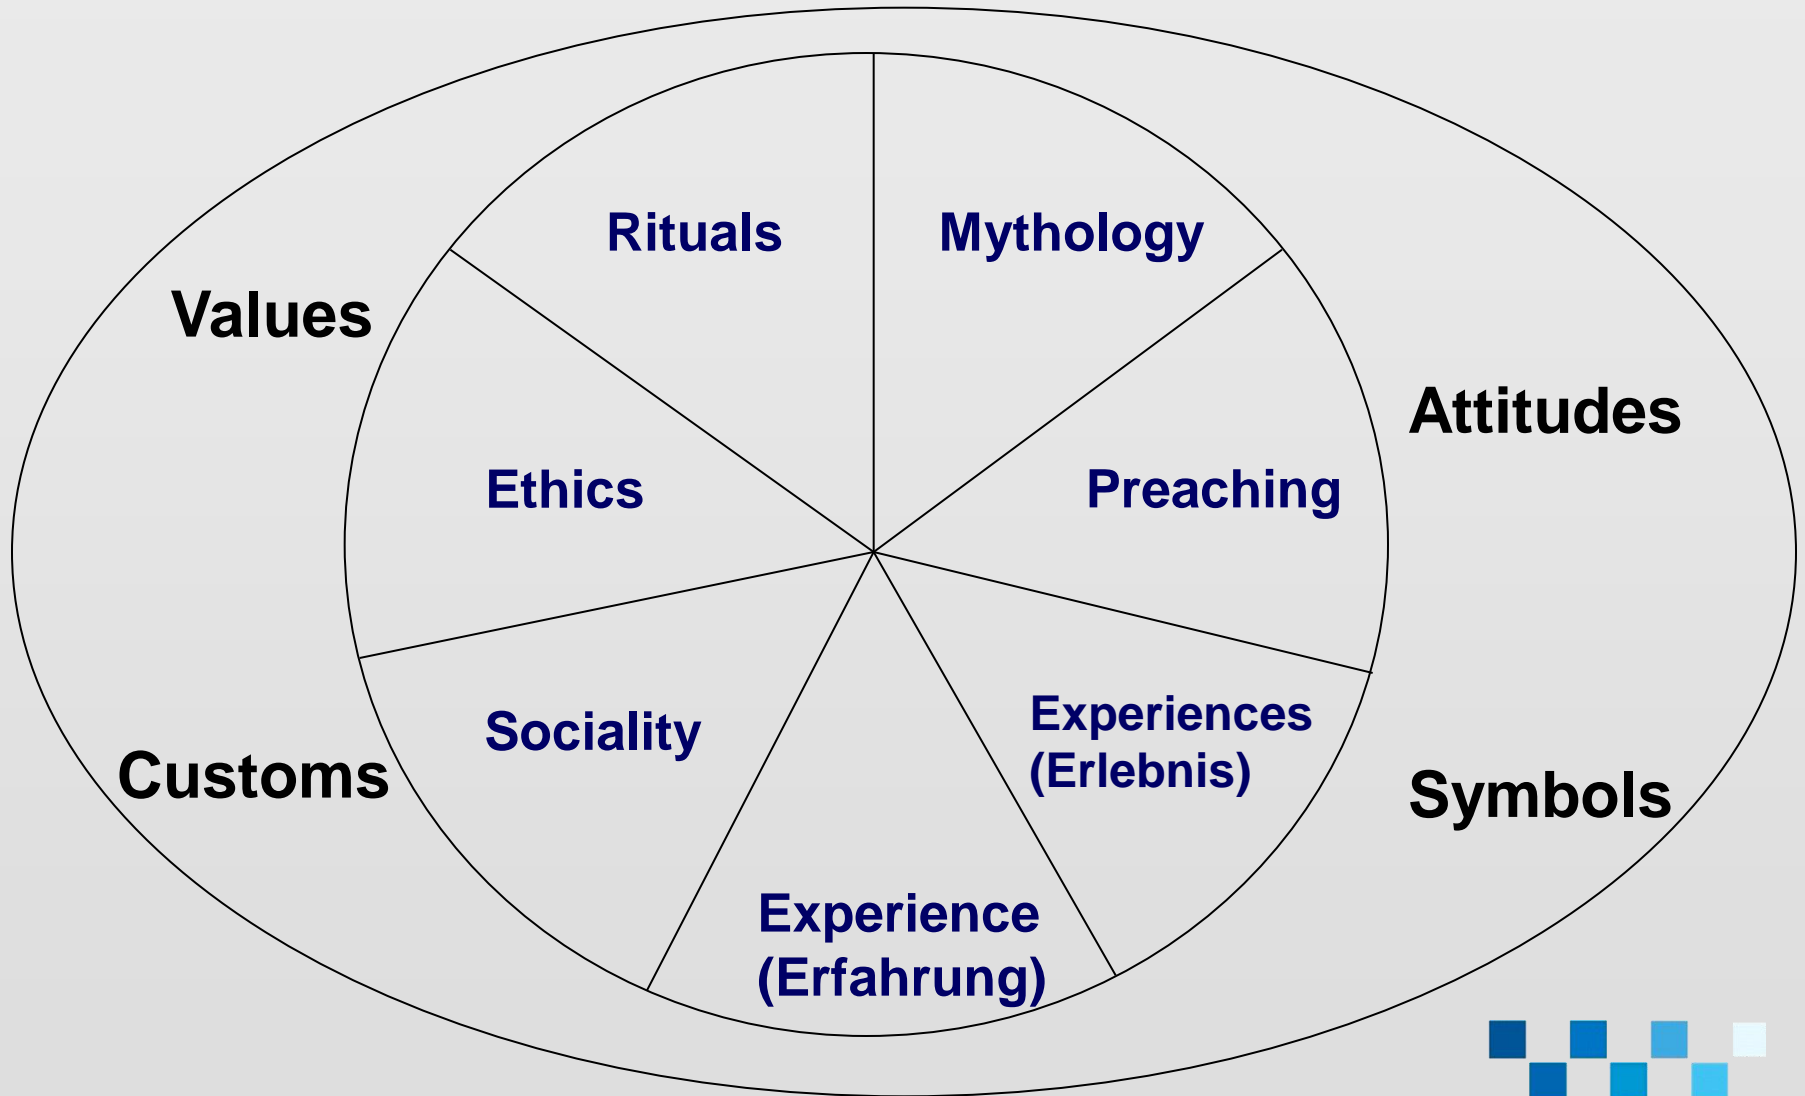 Rituals
Mythology
Values
Attitudes
Ethics
Preaching
Experiences
(Erlebnis)
Sociality
Customs
Symbols
Experience
(Erfahrung)